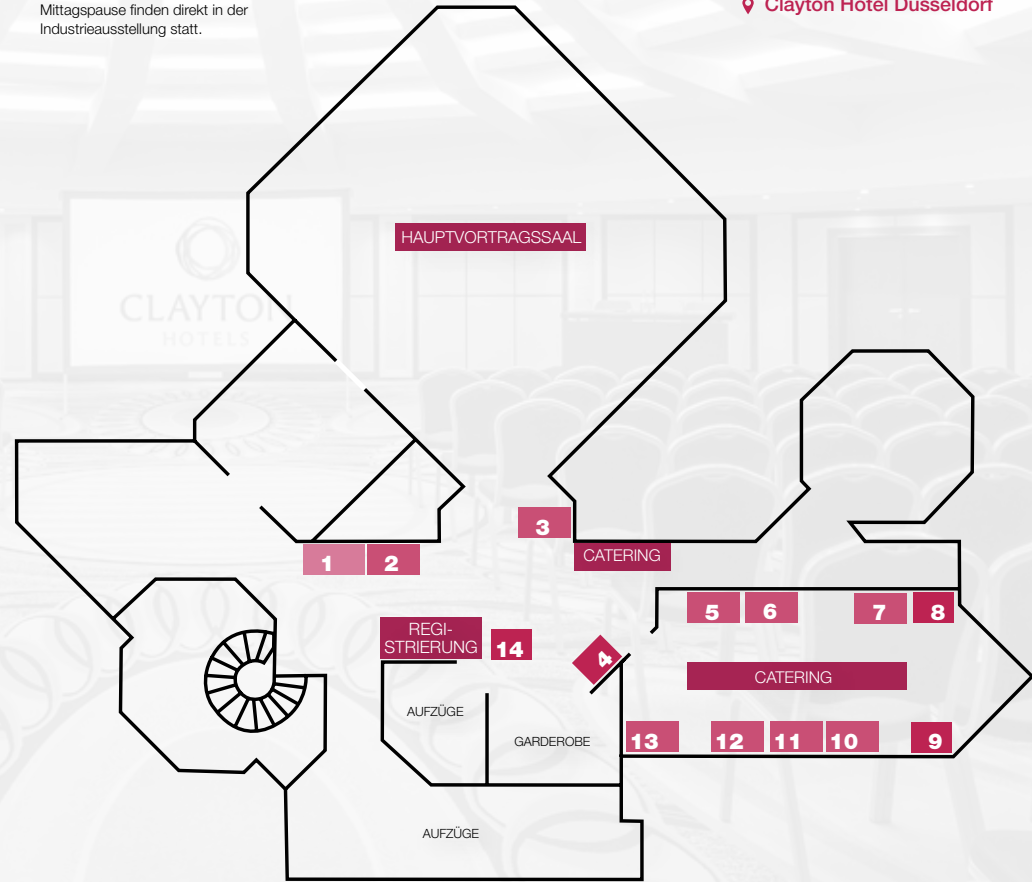 Mittagspause finden direkt in der
Industrieausstellung statt.
Clayton Hotel Düsseldorf
HAUPTVORTRAGSSAAL
CLAYTON
HOTELS
3
1
2
CATERING
5
6
7
8
REGI-
STRIERUNG
14
4
CATERING
AUFZÜGE
GARDEROBE
13
12
11
10
9
AUFZÜGE